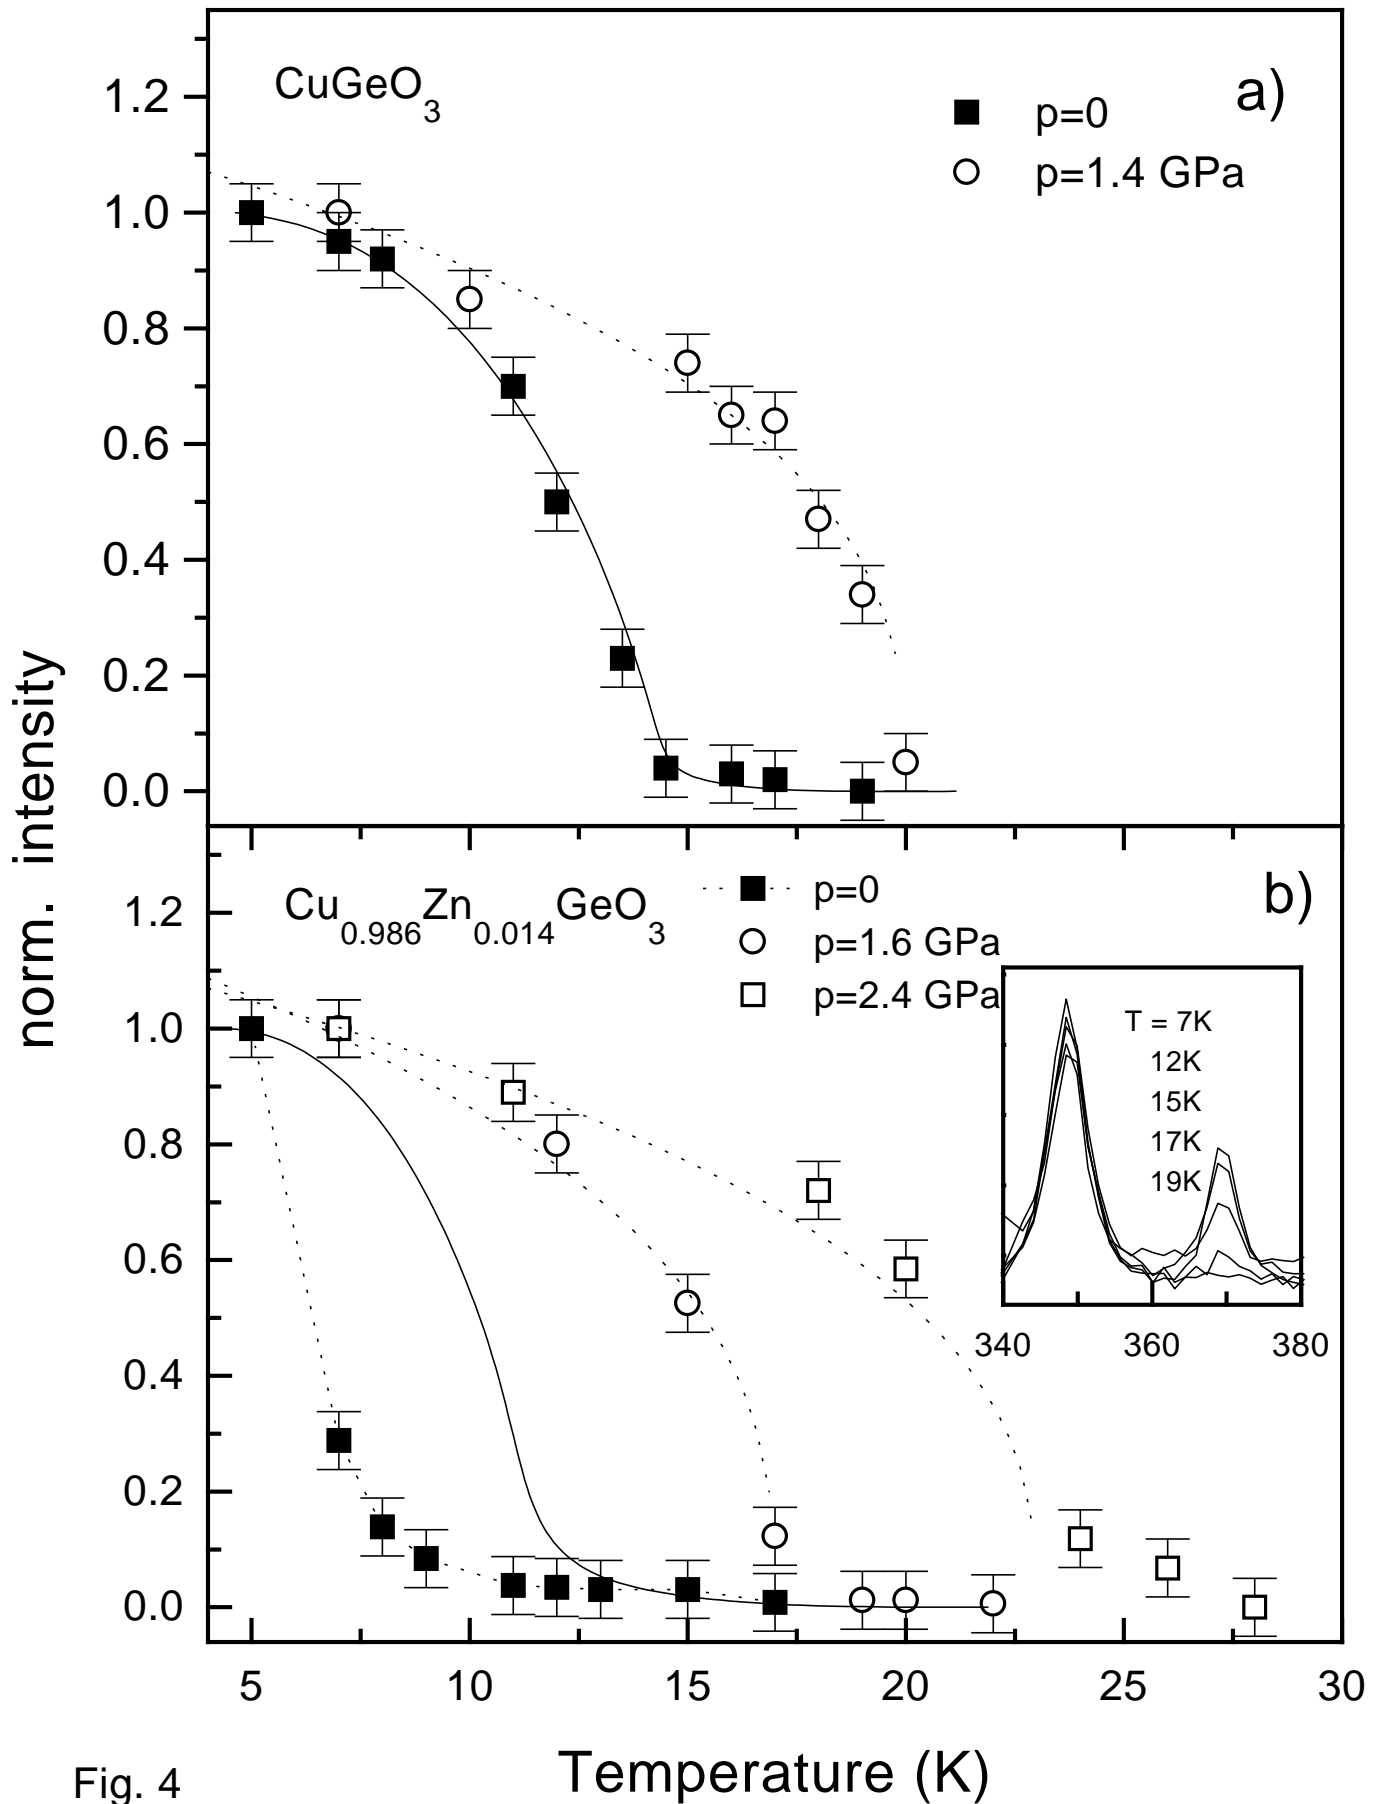 CuGeO3
a)
p=0
p=1.4 GPa
1.2
1.0
0.8
0.6
0.4
0.2
0.0
norm. intensity
Cu0.986Zn0.014GeO3
b)
p=0
p=1.6 GPa
p=2.4 GPa
1.2
1.0
0.8
0.6
0.4
0.2
0.0
T = 7K
12K
15K
17K
19K
340 360 380
5 10 15 20 25 30
Temperature (K)
Fig. 4